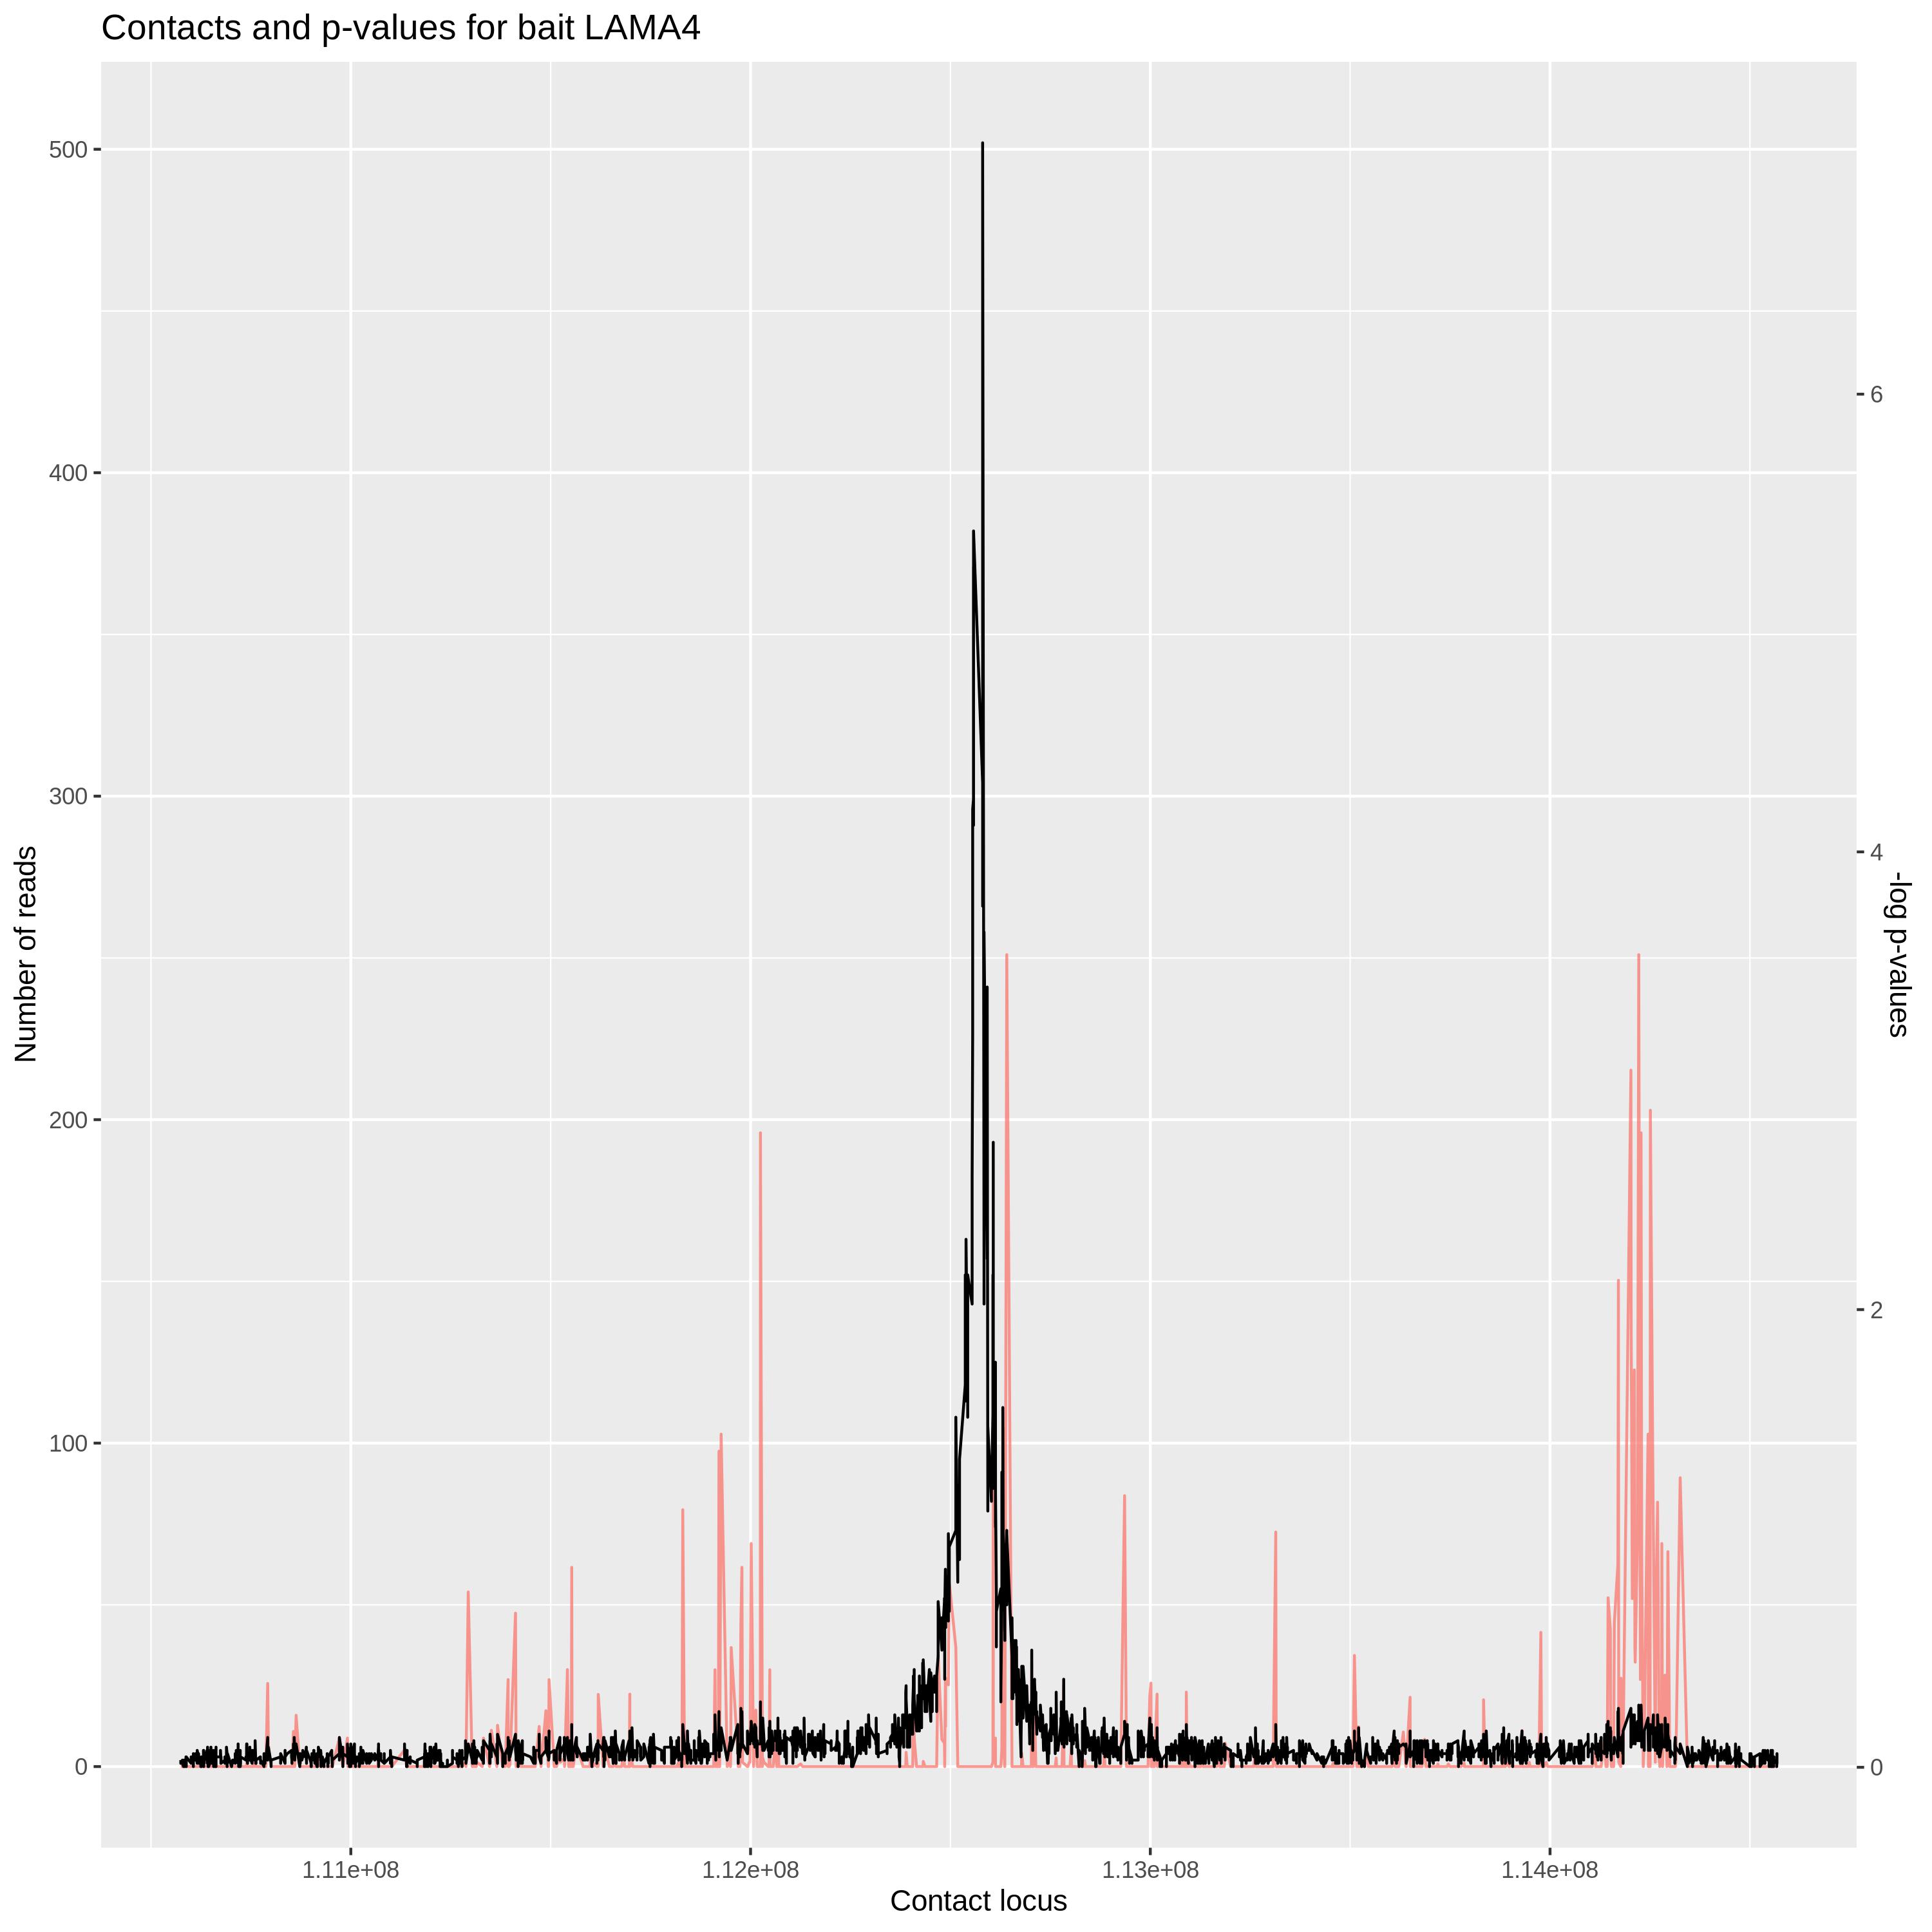 Contacts and p-values for bait LAMA4
500
400
300
200
100
0
Number of reads
6
4
2
0
-log p-values
1.11e+08
1.12e+08
1.13e+08
1.14e+08
Contact locus